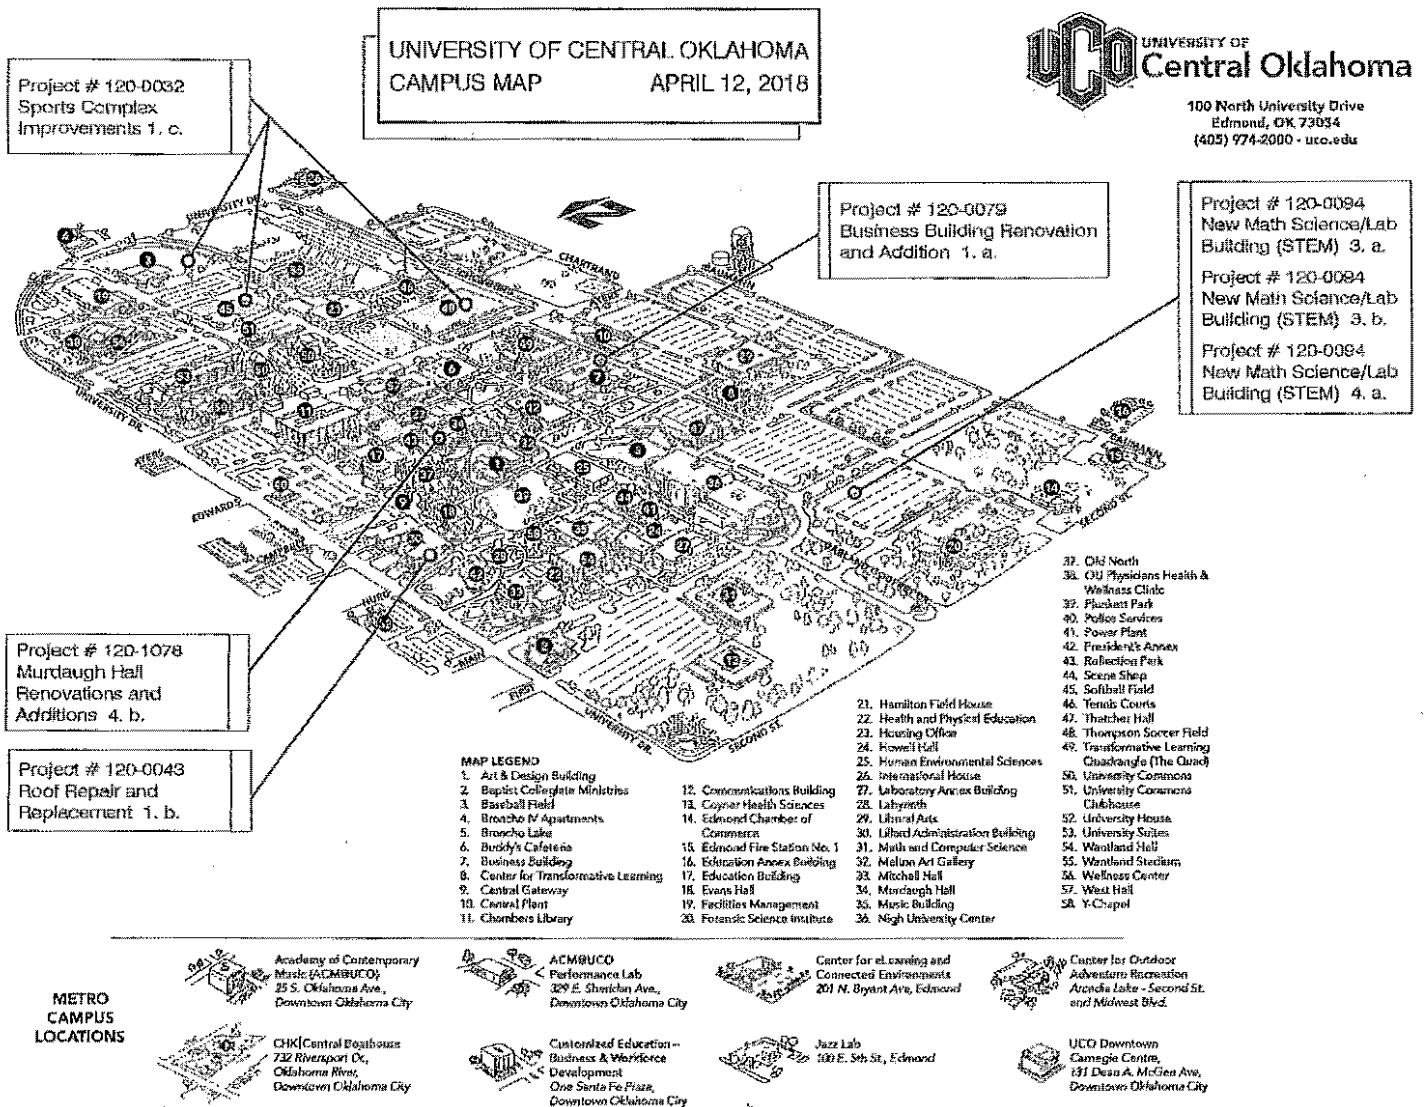 UNIVERSITY OF CENTRAL OKLAHOMA
CAMPUS MAP APRIL 12, 2018
UCO
UNIVERSITY OF
Central Oklahoma
100 North University Drive
Edmond, OK 73034
(405) 974-2000 • uco.edu
Project # 120-0032
Sports Complex
Improvements 1. c.
Project # 120-0079
Business Building Renovation
and Addition 1. a.
Project # 120-0094
New Math Science/Lab
Building (STEM) 3. a.
Project # 120-0094
New Math Science/Lab
Building (STEM) 3. b.
Project # 120-0094
New Math Science/Lab
Building (STEM) 4. a.
Project # 120-1078
Murdaugh Hall
Renovations and
Additions 4. b.
Project # 120-0043
Roof Repair and
Replacement 1. b.
UNIVERSITY DR.
CHARTRAND
BAUMANN
UNIVERSITY DR.
AYERS
EDWARDS
CAMPBELL
HURD
MAIN
FIRST
UNIVERSITY DR.
SECOND ST.
GARLAND GODFREY DR.
BAUMANN
SECOND ST.
MAP LEGEND
1. Art & Design Building
2. Baptist Collegiate Ministries
3. Baseball Field
4. Broncho IV Apartments
5. Broncho Lake
6. Buddy's Cafeteria
7. Business Building
8. Center for Transformative Learning
9. Central Gateway
10. Central Plant
11. Chambers Library
12. Communications Building
13. Coyner Health Sciences
14. Edmond Chamber of
Commerce
15. Edmond Fire Station No. 1
16. Education Annex Building
17. Education Building
18. Evans Hall
19. Facilities Management
20. Forensic Science Institute
21. Hamilton Field House
22. Health and Physical Education
23. Housing Office
24. Howell Hall
25. Human Environmental Sciences
26. International House
27. Laboratory Annex Building
28. Labyrinth
29. Liberal Arts
30. Lillard Administration Building
31. Math and Computer Science
32. Melton Art Gallery
33. Mitchell Hall
34. Murdaugh Hall
35. Music Building
36. Nigh University Center
37. Old North
38. OU Physicians Health &
Wellness Clinic
39. Plunkett Park
40. Police Services
41. Power Plant
42. President's Annex
43. Reflection Park
44. Scene Shop
45. Softball Field
46. Tennis Courts
47. Thatcher Hall
48. Thompson Soccer Field
49. Transformative Learning
Quadrangle (The Quad)
50. University Commons
51. University Commons
Clubhouse
52. University House
53. University Suites
54. Wantland Hall
55. Wantland Stadium
56. Wellness Center
57. West Hall
58. Y-Chapel
METRO
CAMPUS
LOCATIONS
Academy of Contemporary
Music (ACM@UCO)
25 S. Oklahoma Ave.,
Downtown Oklahoma City
ACM@UCO
Performance Lab
329 E. Sheridan Ave.,
Downtown Oklahoma City
Center for eLearning and
Connected Environments
201 N. Bryant Ave, Edmond
Center for Outdoor
Adventure Recreation
Arcadia Lake - Second St.
and Midwest Blvd.
CHK|Central Boathouse
732 Riversport Dr.,
Oklahoma River,
Downtown Oklahoma City
Customized Education –
Business & Workforce
Development
One Santa Fe Plaza,
Downtown Oklahoma City
Jazz Lab
100 E. 5th St., Edmond
UCO Downtown
Carnegie Centre,
131 Dean A. McGee Ave,
Downtown Oklahoma City